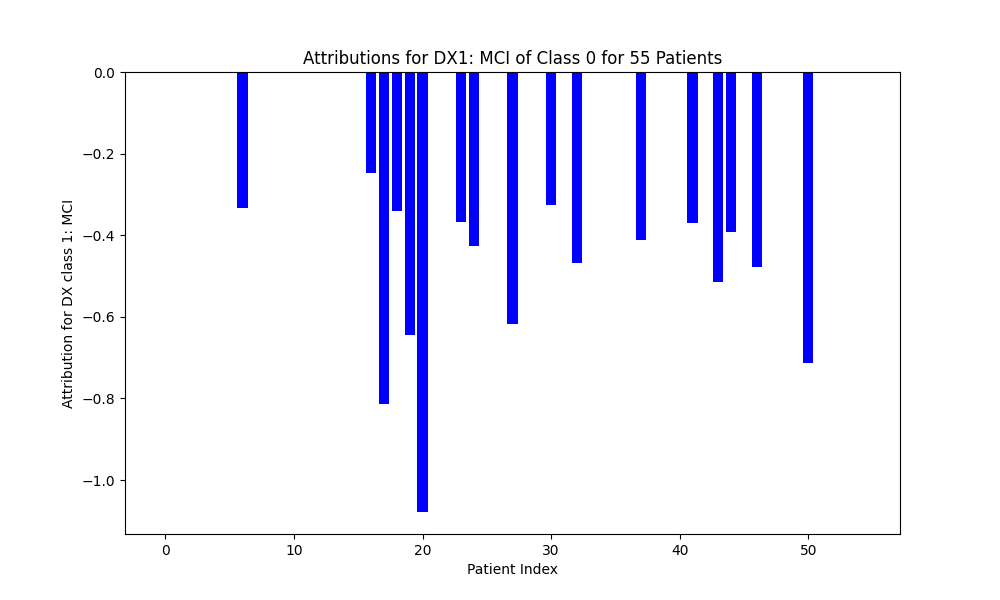 Attributions for DX1: MCI of Class 0 for 55 Patients
Attribution for DX class 1: MCI
0.0
−0.2
−0.4
−0.6
−0.8
−1.0
0 10 20 30 40 50
Patient Index